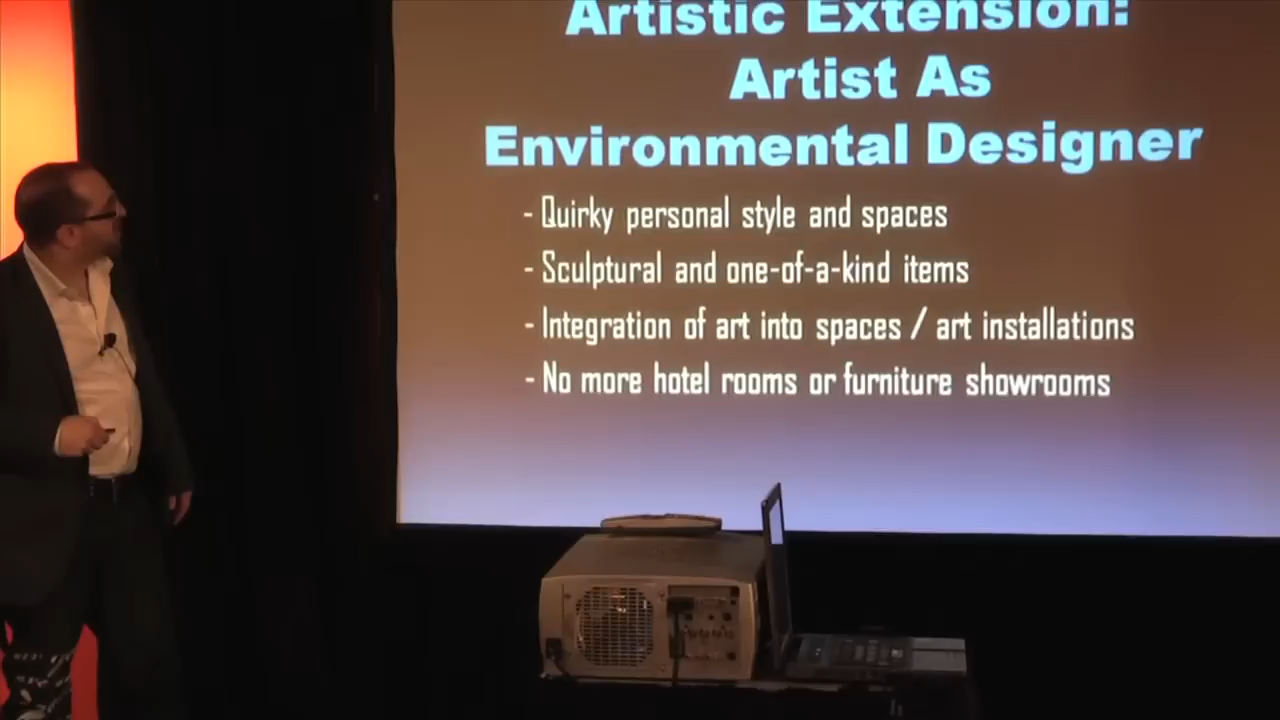 Artistic Extension:
Artist As
Environmental Designer
- Quirky personal style and spaces
- Sculptural and one-of-a-kind items
- Integration of art into spaces / art installations
- No more hotel rooms or furniture showrooms